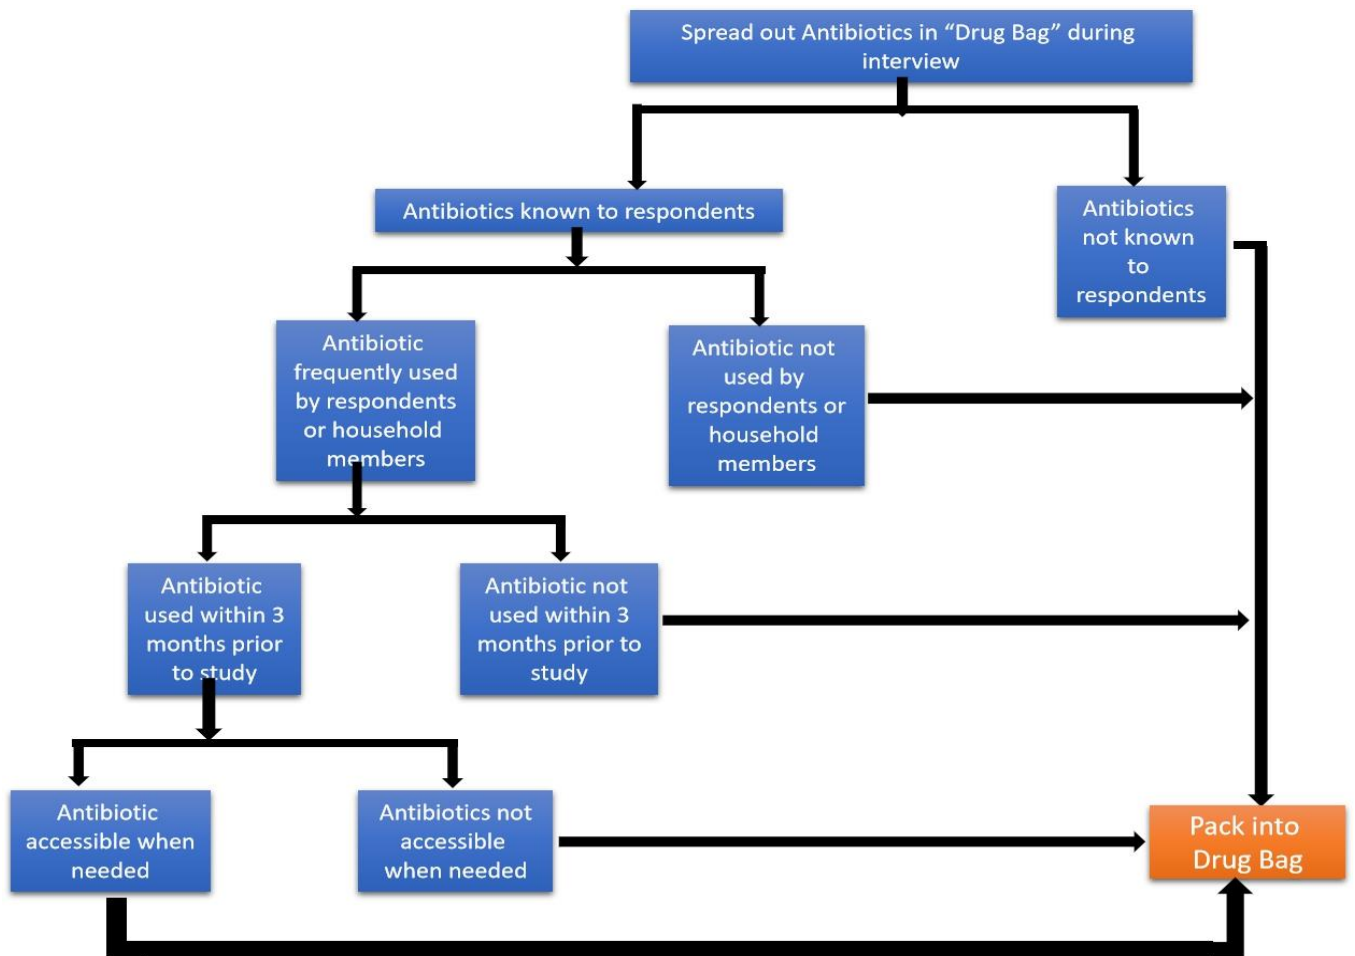 Spread out Antibiotics in “Drug Bag” during
interview
Antibiotics known to respondents
Antibiotics
not known
to
respondents
Antibiotic
frequently used
by respondents
or household
members
Antibiotic not
used by
respondents or
household
members
Antibiotic
used within 3
months prior
to study
Antibiotic not
used within 3
months prior to
study
Antibiotic
accessible when
needed
Antibiotics not
accessible
when needed
Pack into
Drug Bag